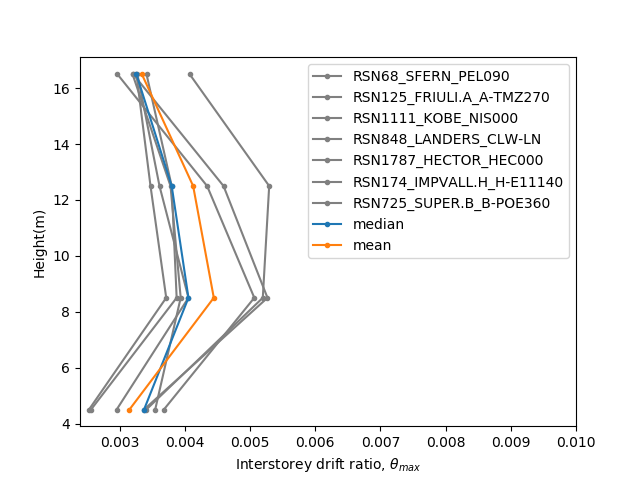 RSN68_SFERN_PEL090
RSN125_FRIULI.A_A-TMZ270
RSN1111_KOBE_NIS000
RSN848_LANDERS_CLW-LN
RSN1787_HECTOR_HEC000
RSN174_IMPVALL.H_H-E11140
RSN725_SUPER.B_B-POE360
median
mean
16
14
12
10
8
6
4
Height(m)
0.003 0.004 0.005 0.006 0.007 0.008 0.009 0.010
Interstorey drift ratio, θmax